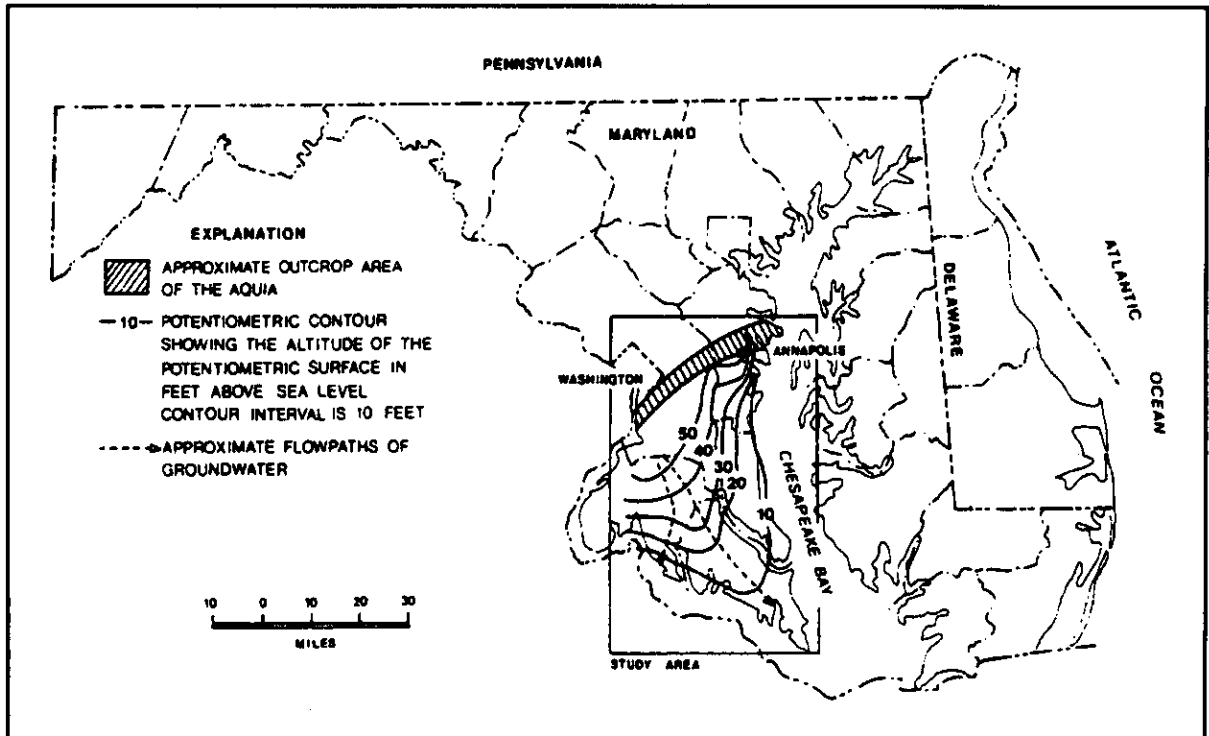 PENNSYLVANIA
MARYLAND
EXPLANATION
APPROXIMATE OUTCROP AREA
OF THE AQUIA
—10— POTENTIOMETRIC CONTOUR
SHOWING THE ALTITUDE OF THE
POTENTIOMETRIC SURFACE IN
FEET ABOVE SEA LEVEL
CONTOUR INTERVAL IS 10 FEET
APPROXIMATE FLOWPATHS OF
GROUNDWATER
ATLANTIC
OCEAN
DELAWARE
ANNAPOLIS
WASHINGTON
50
40
30
20
10
CHESAPEAKE BAY
10 0 10 20 30
MILES
STUDY AREA